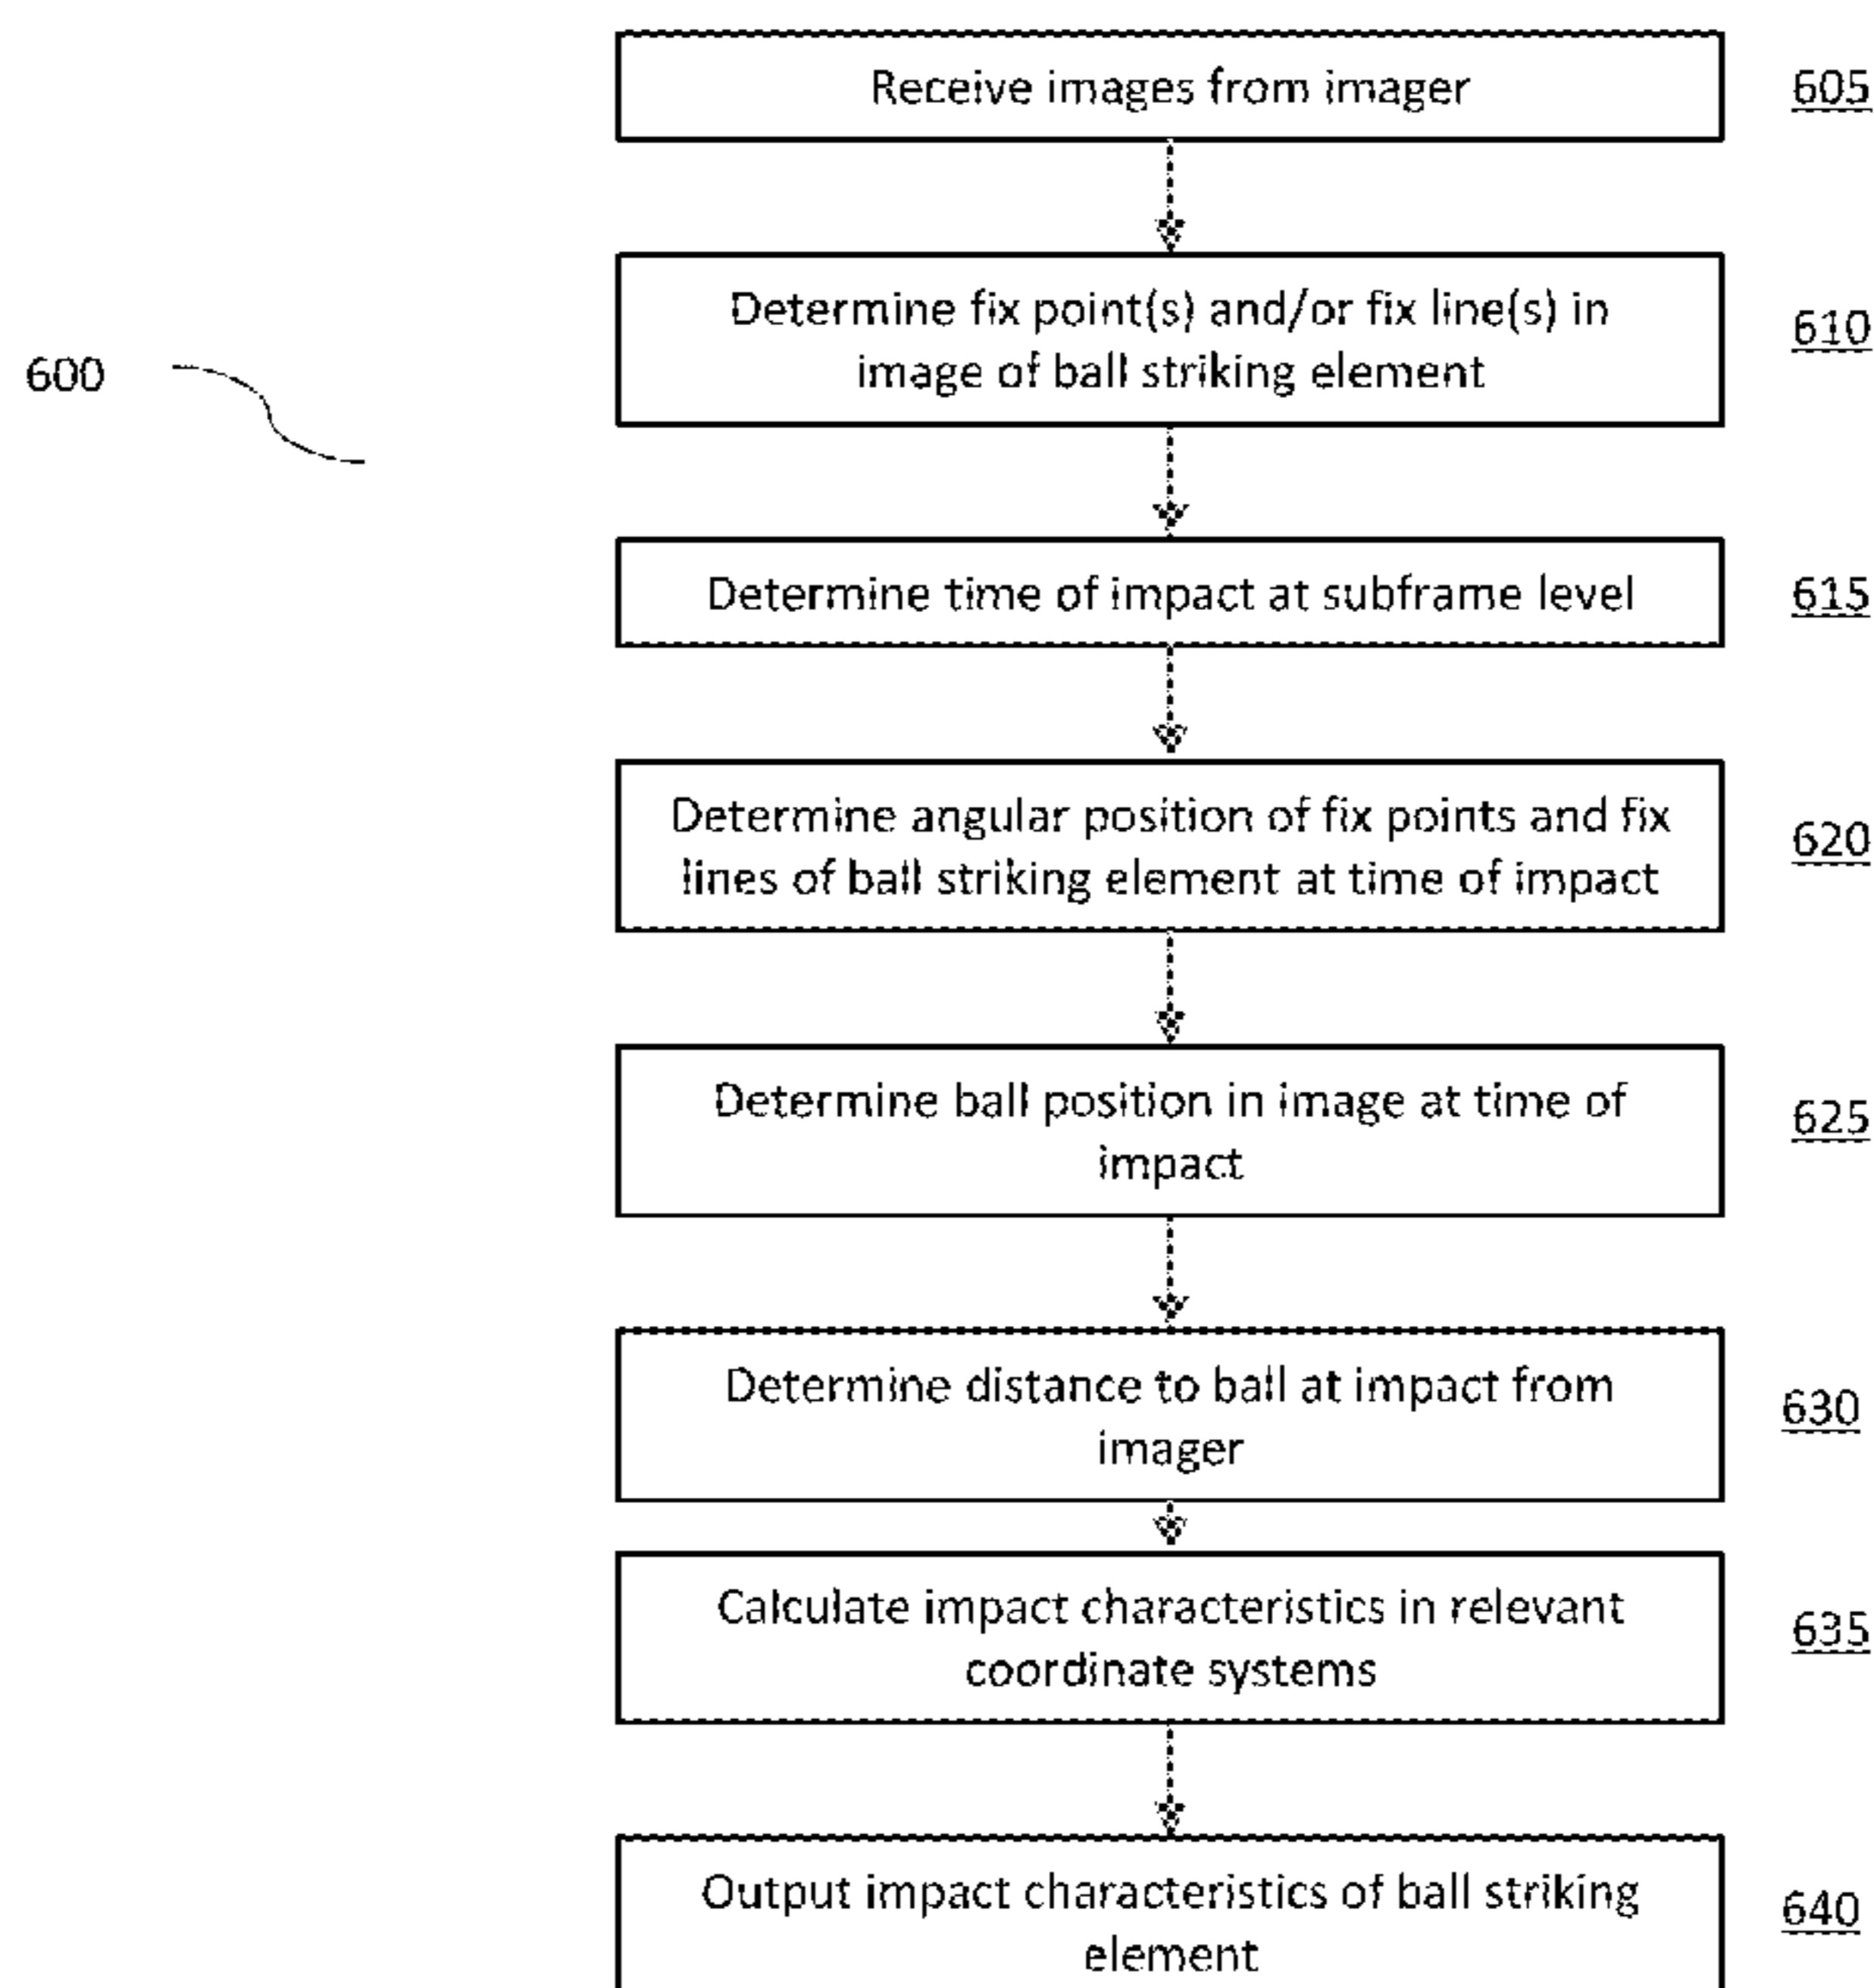 Receive images from imager
605
Determine fix point(s) and/or fix line(s) in
image of ball striking element
610
600
Determine time of impact at subframe level
615
Determine angular position of fix points and fix
lines of ball striking element at time of impact
620
Determine ball position in image at time of
impact
625
Determine distance to ball at impact from
imager
630
Calculate impact characteristics in relevant
coordinate systems
635
Output impact characteristics of ball striking
element
640